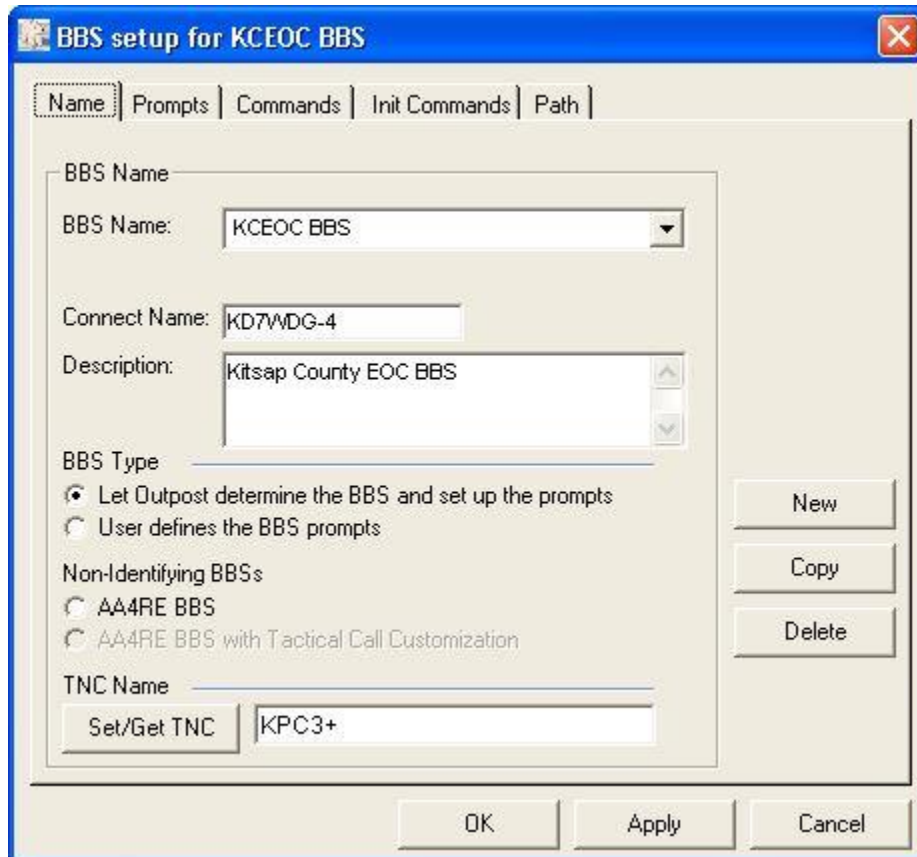 BBS setup for KCEOC BBS
Name Prompts Commands Init Commands Path
BBS Name
BBS Name: KCEOC BBS
Connect Name: KD7WDG-4
Description: Kitsap County EOC BBS
BBS Type
Let Outpost determine the BBS and set up the prompts
User defines the BBS prompts
New
Non-Identifying BBSs
Copy
AA4RE BBS
AA4RE BBS with Tactical Call Customization
Delete
TNC Name
Set/Get TNC KPC3+
OK Apply Cancel